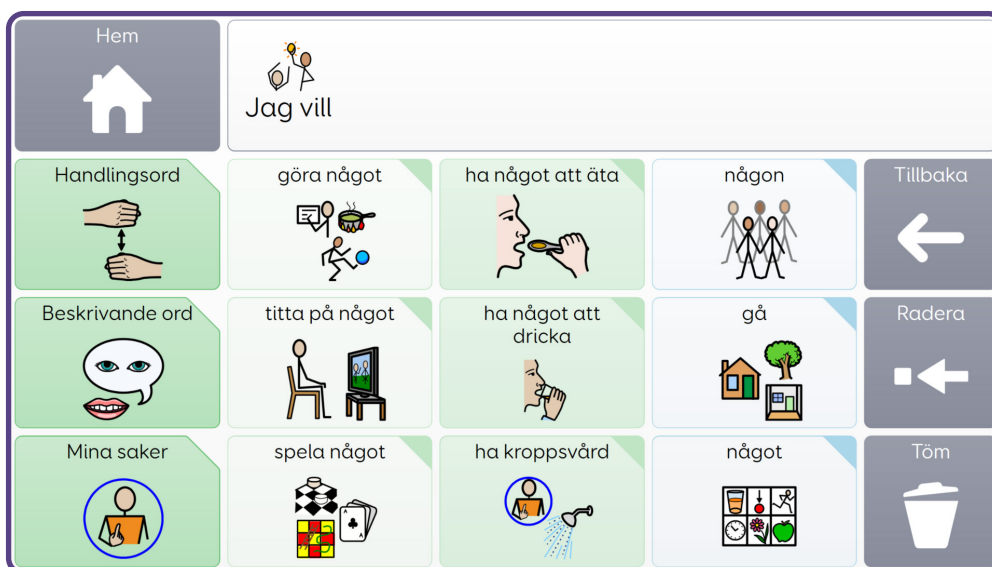 Hem
Jag vill
Handlingsord
göra något
ha något att äta
någon
Tillbaka
Beskrivande ord
titta på något
ha något att
dricka
gå
Radera
Mina saker
spela något
ha kroppsvård
något
Töm